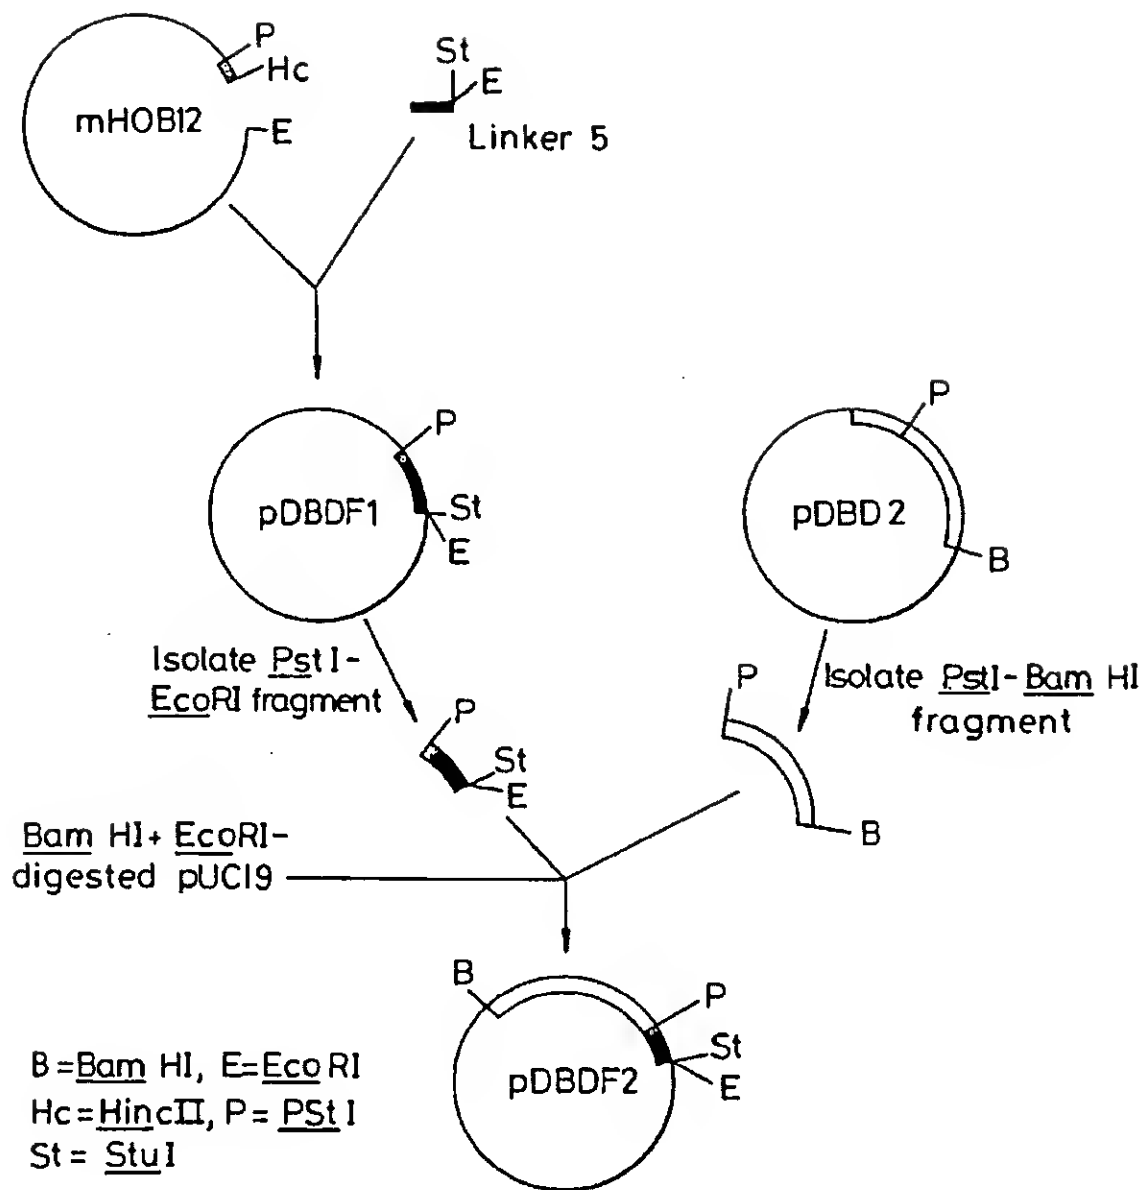 P
Hc
mHOB12
E
St
E
Linker 5
P
pDBDF1
St
E
P
pDBD 2
B
Isolate PstI-
EcoRI fragment
P
St
E
Isolate PstI-Bam HI
fragment
P
B
Bam HI+ EcoRI-
digested pUC19
B
P
pDBDF2
St
E
B=Bam HI, E=Eco RI
Hc=HincII, P= PSt I
St= Stu I